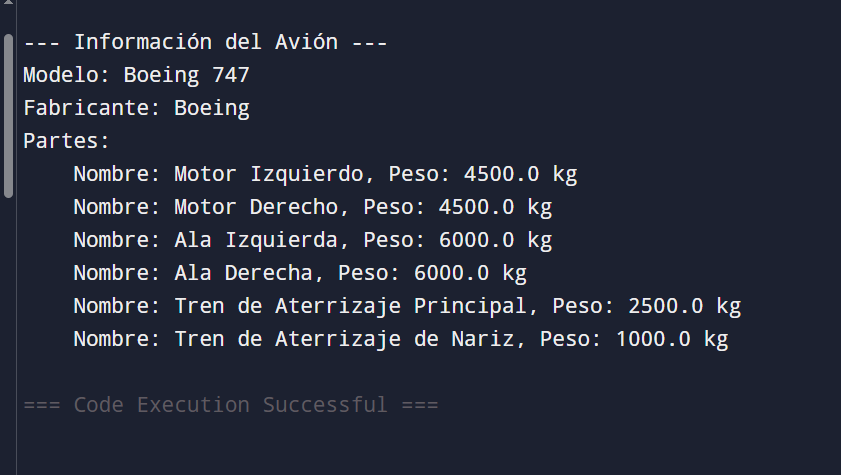 --- Información del Avión ---
Modelo: Boeing 747
Fabricante: Boeing
Partes:
    Nombre: Motor Izquierdo, Peso: 4500.0 kg
    Nombre: Motor Derecho, Peso: 4500.0 kg
    Nombre: Ala Izquierda, Peso: 6000.0 kg
    Nombre: Ala Derecha, Peso: 6000.0 kg
    Nombre: Tren de Aterrizaje Principal, Peso: 2500.0 kg
    Nombre: Tren de Aterrizaje de Nariz, Peso: 1000.0 kg
=== Code Execution Successful ===